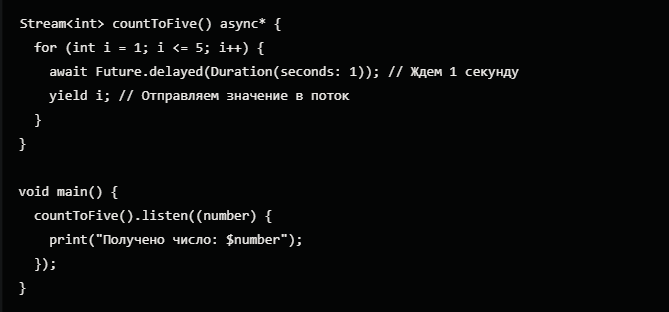 Stream<int> countToFive() async* {
  for (int i = 1; i <= 5; i++) {
    await Future.delayed(Duration(seconds: 1)); // Ждем 1 секунду
    yield i; // Отправляем значение в поток
  }
}

void main() {
  countToFive().listen((number) {
    print("Получено число: $number");
  });
}